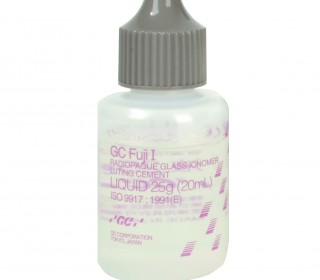 GC Fuji I
RADIOPAQUE GLASS IONOMER
LUTING CEMENT
LIQUID 25g (20mL)
ISO 9917 : 1991(E)
GC
GC CORPORATION
TOKYO, JAPAN